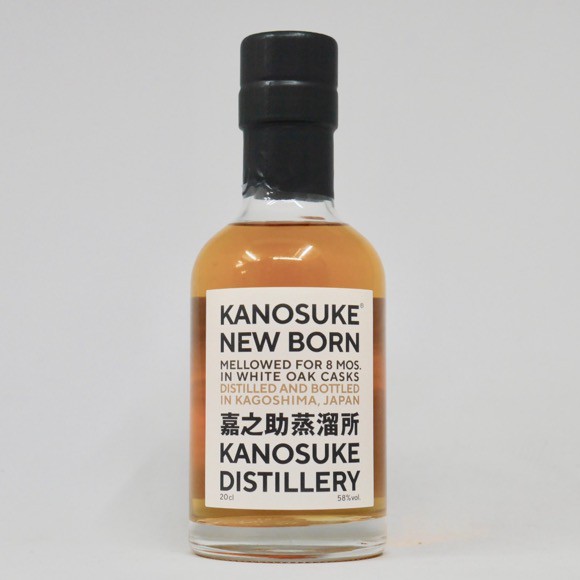 KANOSUKE®
NEW BORN
MELLOWED FOR 8 MOS.
IN WHITE OAK CASKS
DISTILLED AND BOTTLED
IN KAGOSHIMA, JAPAN
嘉之助蒸溜所
KANOSUKE
DISTILLERY
20cl 58%vol.